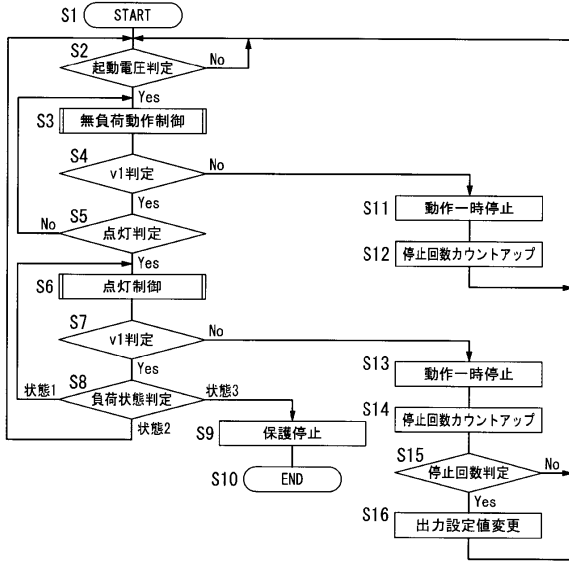 S1 START
S2 起動電圧判定 No
Yes
S3 無負荷動作制御
S4 v1判定 No
Yes
S5 点灯判定 No
Yes
S6 点灯制御
S7 v1判定 No
Yes
S8 負荷状態判定 状態1 状態3
状態2
S9 保護停止
S10 END
S11 動作一時停止
S12 停止回数カウントアップ
S13 動作一時停止
S14 停止回数カウントアップ
S15 停止回数判定 No
Yes
S16 出力設定値変更